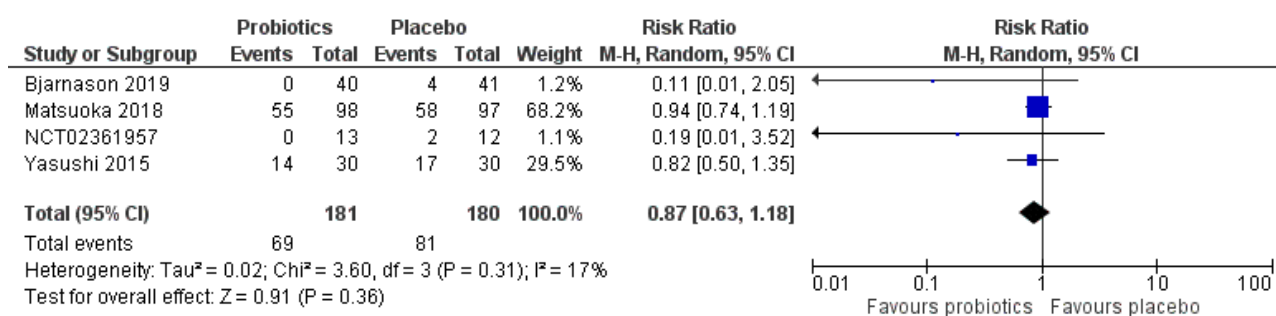 Probiotics Placebo Risk Ratio Risk Ratio
Study or Subgroup Events Total Events Total Weight M-H, Random, 95% CI M-H, Random, 95% CI
Bjarnason 2019 0 40 4 41 1.2% 0.11 [0.01, 2.05]
Matsuoka 2018 55 98 58 97 68.2% 0.94 [0.74, 1.19]
NCT02361957 0 13 2 12 1.1% 0.19 [0.01, 3.52]
Yasushi 2015 14 30 17 30 29.5% 0.82 [0.50, 1.35]
Total (95% CI) 181 180 100.0% 0.87 [0.63, 1.18]
Total events 69 81
Heterogeneity: Tau² = 0.02; Chi² = 3.60, df = 3 (P = 0.31); I² = 17%
Test for overall effect: Z = 0.91 (P = 0.36)
0.01 0.1 1 10 100
Favours probiotics Favours placebo